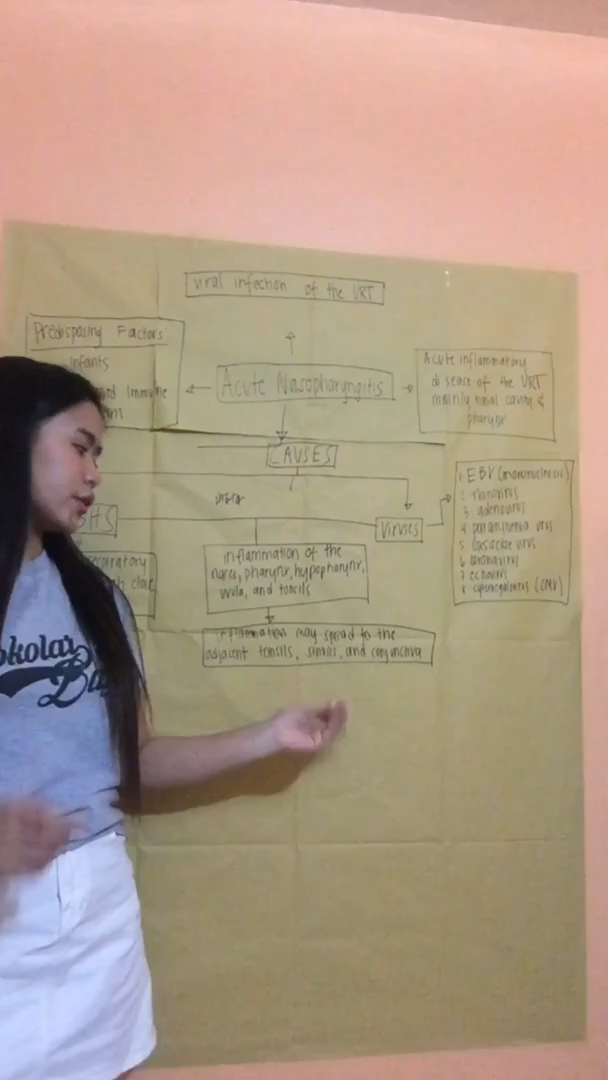 viral infection of the URT
Predisposing Factors
Infants
Immune
Acute Nasopharyngitis
Acute inflammatory
disease of the URT
mainly nasal cavity &
pharynx
CAUSES
Viruses
1. EBV (mononucleosis)
2. rhinovirus
3. adenovirus
4. parainfluenza virus
5. coxsackie virus
6. coronavirus
7. echovirus
8. cytomegalovirus (CMV)
inflammation of the
nares, pharynx, hypopharynx,
uvula, and tonsils
inflammation may spread to the
adjacent tonsils, sinuses, and conjunctiva